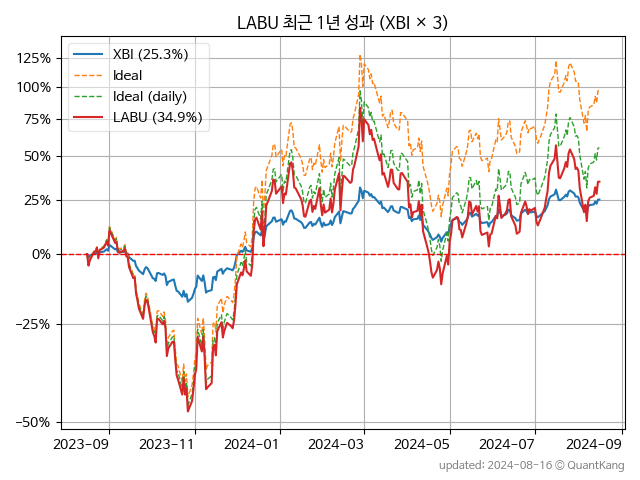 LABU 최근 1년 성과 (XBI × 3)
XBI (25.3%)
Ideal
Ideal (daily)
LABU (34.9%)
125%
100%
75%
50%
25%
0%
−25%
−50%
2023-09 2023-11 2024-01 2024-03 2024-05 2024-07 2024-09
updated: 2024-08-16 © QuantKang